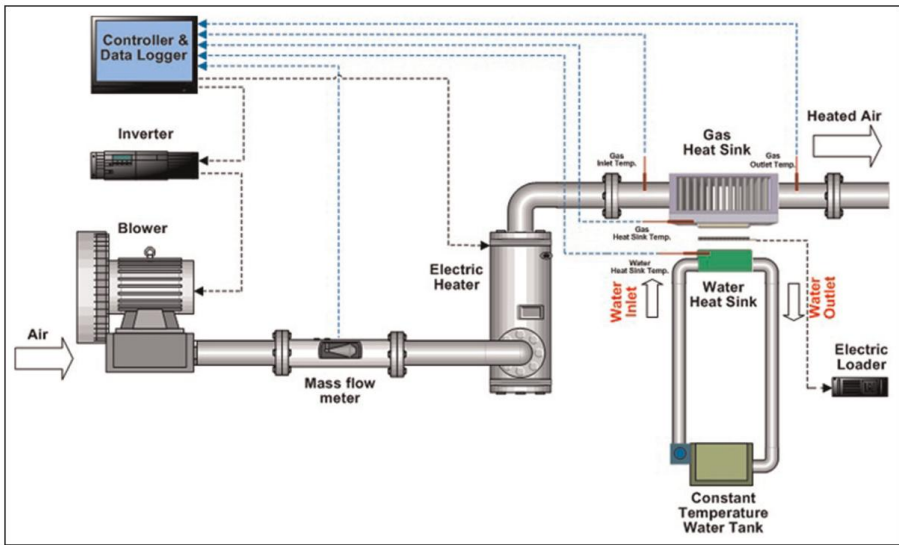 Controller &
Data Logger
Inverter
Blower
Air
Mass flow
meter
Electric
Heater
Gas
Inlet Temp.
Gas
Heat Sink
Gas
Outlet Temp.
Heated Air
Gas
Heat Sink Temp.
Water
Heat Sink Temp.
Water
Inlet
Water
Heat Sink
Water
Outlet
Electric
Loader
Constant
Temperature
Water Tank